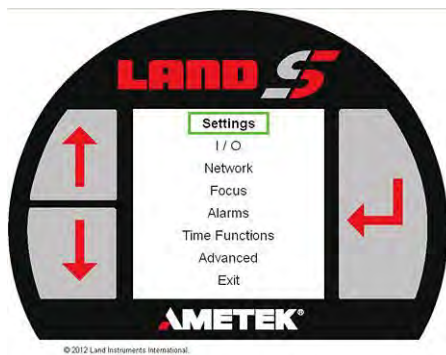 LAND S
Settings
I / O
Network
Focus
Alarms
Time Functions
Advanced
Exit
AMETEK®
© 2012 Land Instruments International.